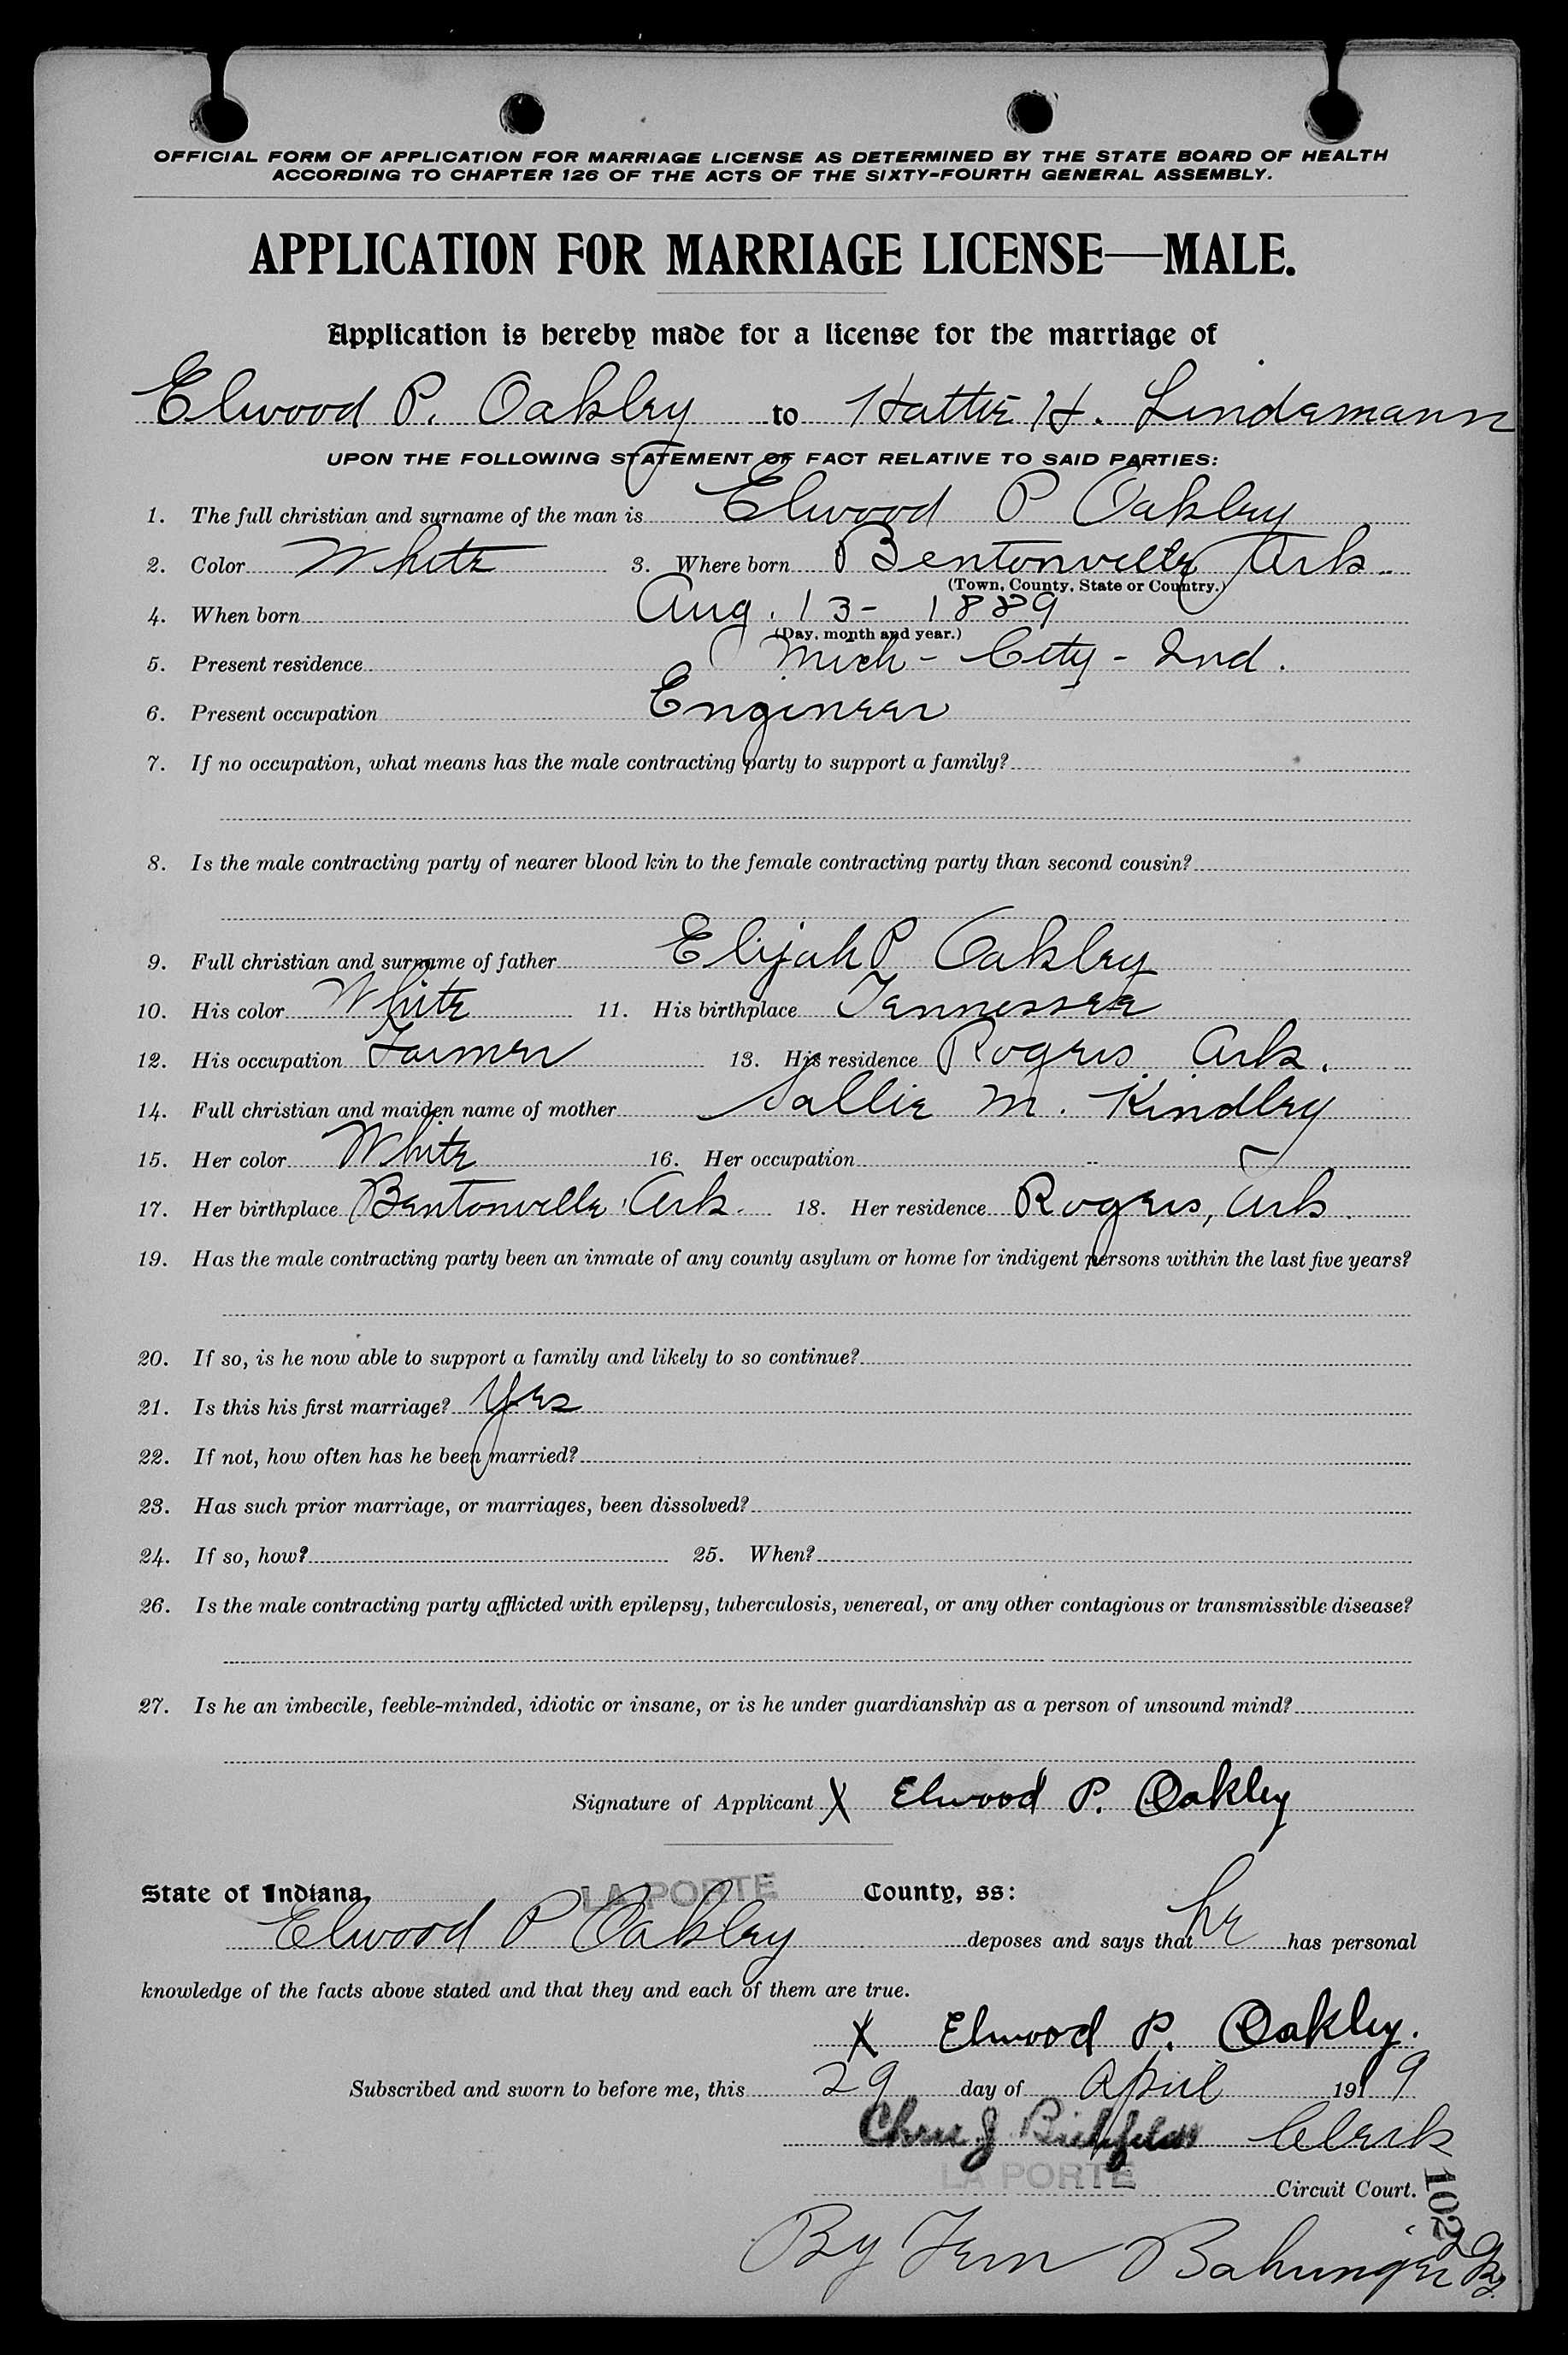 OFFICIAL FORM OF APPLICATION FOR MARRIAGE LICENSE AS DETERMINED BY THE STATE BOARD OF HEALTH
ACCORDING TO CHAPTER 126 OF THE ACTS OF THE SIXTY-FOURTH GENERAL ASSEMBLY.
APPLICATION FOR MARRIAGE LICENSE—MALE.
Application is hereby made for a license for the marriage of
Elwood P. Oakley to Hattie H. Lindemann
UPON THE FOLLOWING STATEMENT OF FACT RELATIVE TO SAID PARTIES:
1. The full christian and surname of the man is Elwood P Oakley
2. Color White 3. Where born Bentonville Ark.
(Town, County, State or Country.)
4. When born Aug. 13- 1889
(Day, month and year.)
5. Present residence Mich - City - Ind.
6. Present occupation Engineer
7. If no occupation, what means has the male contracting party to support a family?
8. Is the male contracting party of nearer blood kin to the female contracting party than second cousin?
9. Full christian and surname of father Elijah P Oakley
10. His color White 11. His birthplace Tennessee
12. His occupation Farmer 13. His residence Rogers Ark.
14. Full christian and maiden name of mother Sallie M. Kindley
15. Her color White 16. Her occupation
17. Her birthplace Bentonville Ark. 18. Her residence Rogers, Ark.
19. Has the male contracting party been an inmate of any county asylum or home for indigent persons within the last five years?
20. If so, is he now able to support a family and likely to so continue?
21. Is this his first marriage? Yes
22. If not, how often has he been married?
23. Has such prior marriage, or marriages, been dissolved?
24. If so, how? 25. When?
26. Is the male contracting party afflicted with epilepsy, tuberculosis, venereal, or any other contagious or transmissible disease?
27. Is he an imbecile, feeble-minded, idiotic or insane, or is he under guardianship as a person of unsound mind?
Signature of Applicant X Elwood P. Oakley
State of Indiana, LA PORTE County, ss:
Elwood P Oakley deposes and says that he has personal
knowledge of the facts above stated and that they and each of them are true.
X Elwood P. Oakley.
Subscribed and sworn to before me, this 29 day of April 1919
Chris J. Clerk
LA PORTE Circuit Court.
102
By Fern